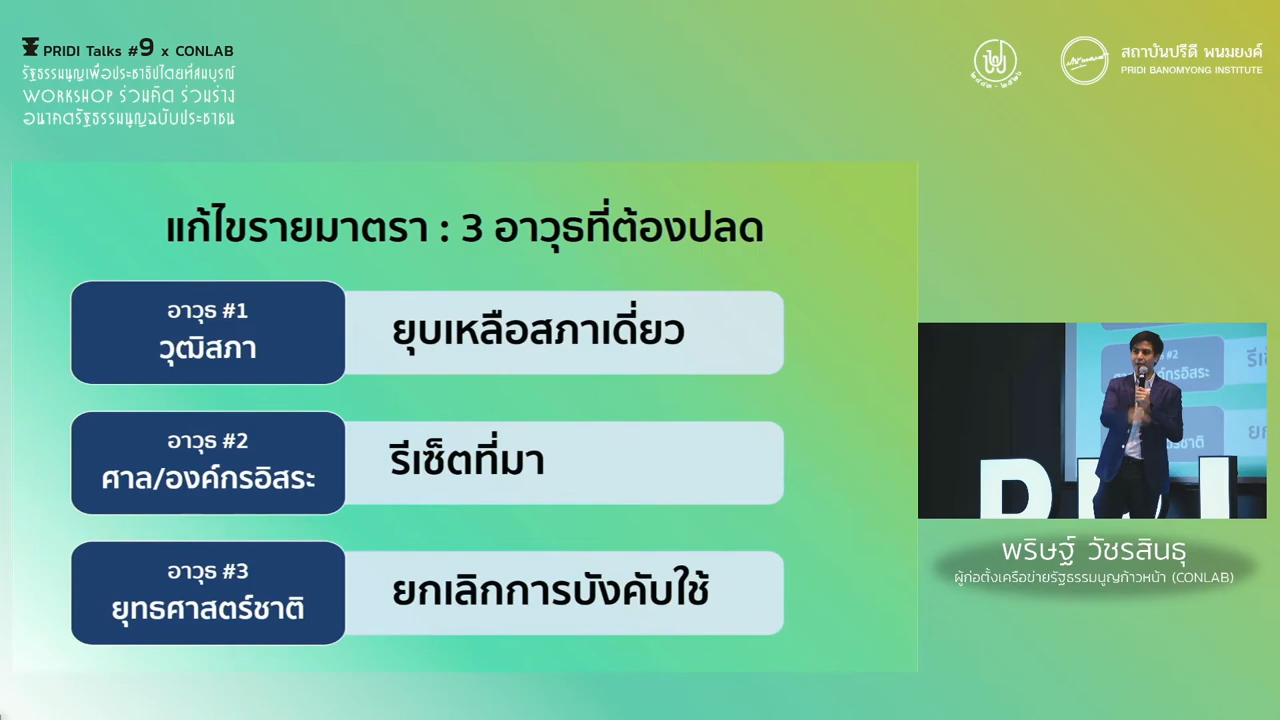 PRIDI Talks #9 x CONLAB
รัฐธรรมนูญเพื่อประชาธิปไตยที่สมบูรณ์
WORKSHOP ร่วมคิด ร่วมร่าง
อนาคตรัฐธรรมนูญฉบับประชาชน
สถาบันปรีดี พนมยงค์
PRIDI BANOMYONG INSTITUTE
แก้ไขรายมาตรา : 3 อาวุธที่ต้องปลด
อาวุธ #1
วุฒิสภา
ยุบเหลือสภาเดี่ยว
อาวุธ #2
ศาล/องค์กรอิสระ
รีเซ็ตที่มา
อาวุธ #3
ยุทธศาสตร์ชาติ
ยกเลิกการบังคับใช้
พริษฐ์ วัชรสินธุ
ผู้ก่อตั้งเครือข่ายรัฐธรรมนูญก้าวหน้า (CONLAB)